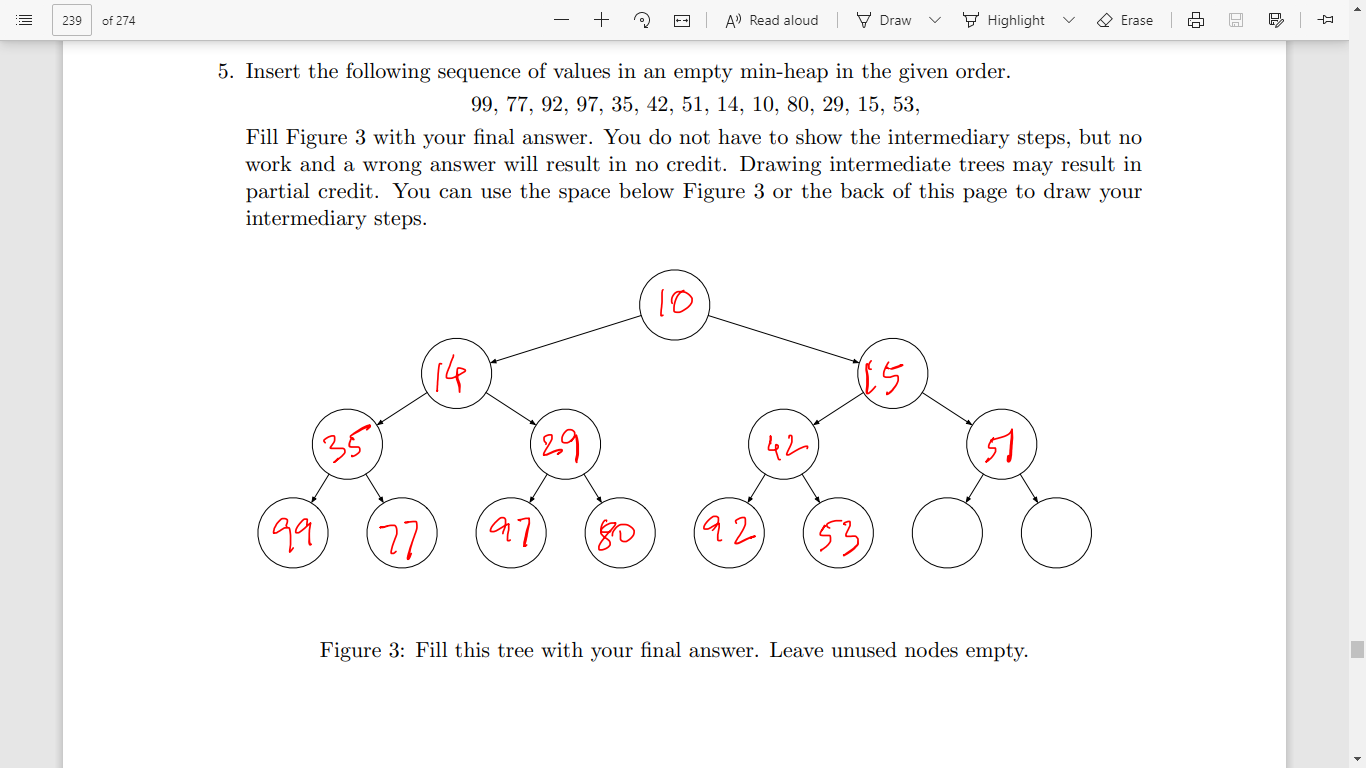 239 of 274 Read aloud Draw Highlight Erase
5. Insert the following sequence of values in an empty min-heap in the given order.
99, 77, 92, 97, 35, 42, 51, 14, 10, 80, 29, 15, 53,
Fill Figure 3 with your final answer. You do not have to show the intermediary steps, but no
work and a wrong answer will result in no credit. Drawing intermediate trees may result in
partial credit. You can use the space below Figure 3 or the back of this page to draw your
intermediary steps.
10
14 15
35 29 42 51
99 77 97 80 92 53
Figure 3: Fill this tree with your final answer. Leave unused nodes empty.